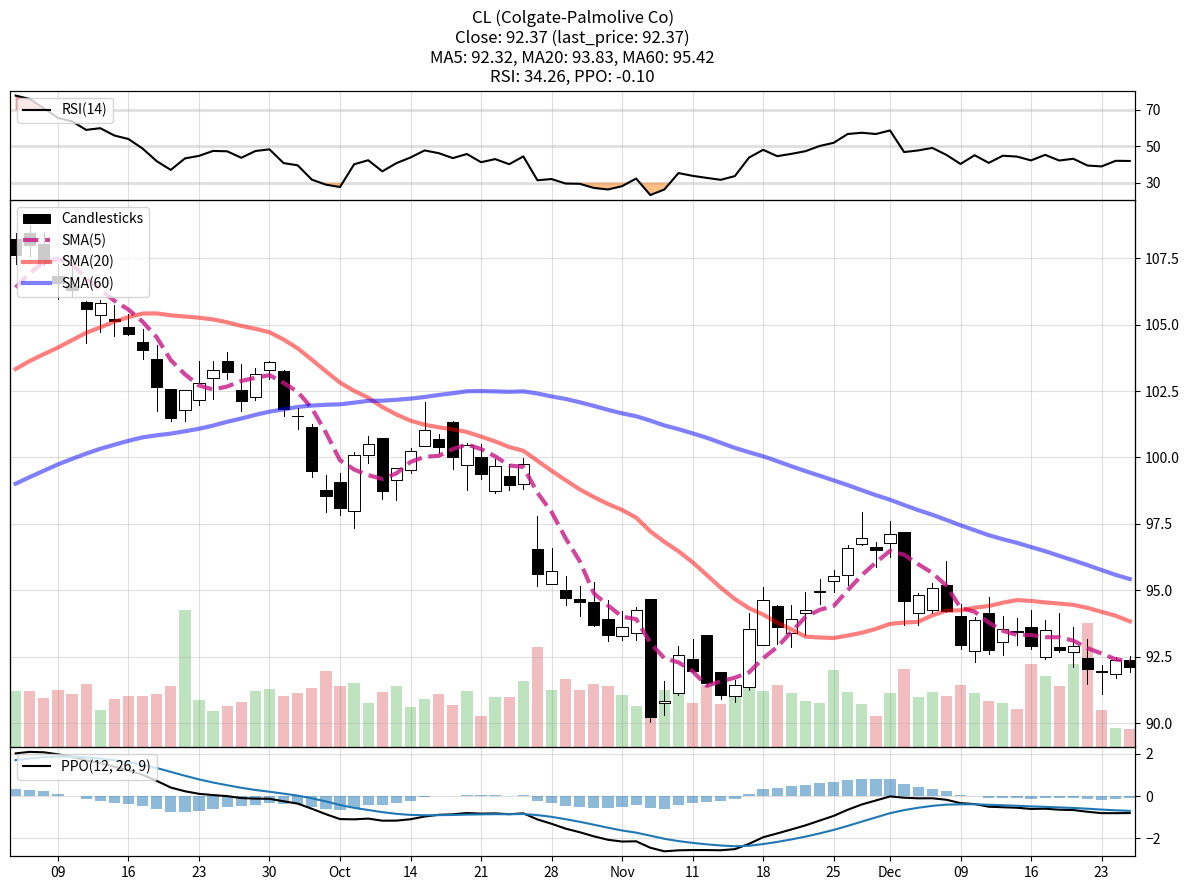 CL (Colgate-Palmolive Co)
Close: 92.37 (last_price: 92.37)
MA5: 92.32, MA20: 93.83, MA60: 95.42
RSI: 34.26, PPO: -0.10
RSI(14)
70
50
30
Candlesticks
SMA(5)
SMA(20)
SMA(60)
107.5
105.0
102.5
100.0
97.5
95.0
92.5
90.0
PPO(12, 26, 9)
2
0
−2
09 16 23 30 Oct 14 21 28 Nov 11 18 25 Dec 09 16 23